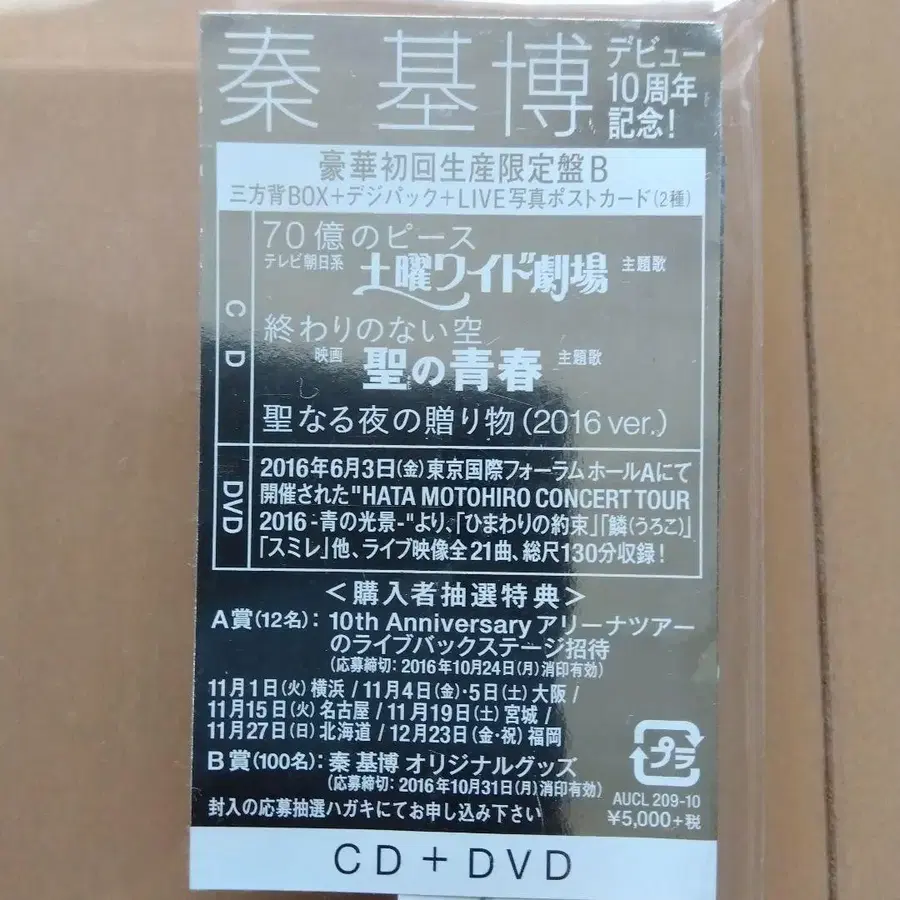 秦 基博
デビュー
10周年
記念!
豪華初回生産限定盤B
三方背BOX+デジパック+LIVE写真ポストカード(2種)
CD
70億のピース
テレビ朝日系 土曜ワイド劇場 主題歌
終わりのない空
映画 聖の青春 主題歌
聖なる夜の贈り物(2016 ver.)
DVD
2016年6月3日(金)東京国際フォーラム ホールAにて
開催された"HATA MOTOHIRO CONCERT TOUR
2016 -青の光景-"より、「ひまわりの約束」「鱗(うろこ)」
「スミレ」他、ライブ映像全21曲、総尺130分収録!
<購入者抽選特典>
A賞(12名):10th Anniversary アリーナツアー
のライブバックステージ招待
(応募締切:2016年10月24日(月)消印有効)
11月1日(火)横浜 / 11月4日(金)・5日(土)大阪 /
11月15日(火)名古屋 / 11月19日(土)宮城 /
11月27日(日)北海道 / 12月23日(金・祝)福岡
B賞(100名):秦 基博 オリジナルグッズ
(応募締切:2016年10月31日(月)消印有効)
封入の応募抽選ハガキにてお申し込み下さい
プラ
AUCL 209-10
¥5,000+税
CD+DVD